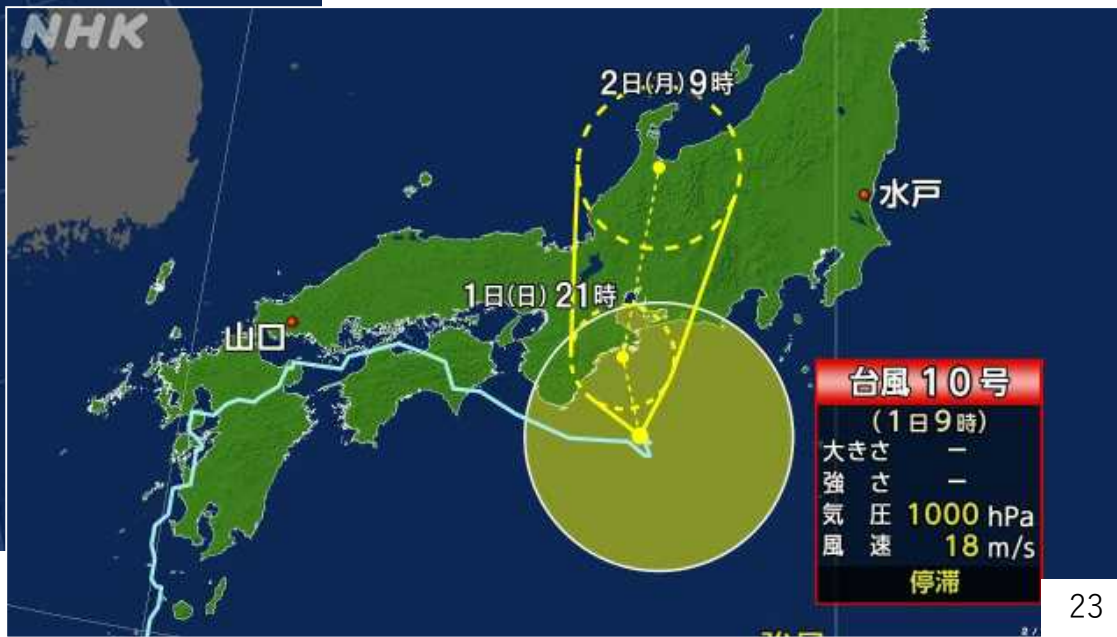 NHK
2日(月)9時
水戸
1日(日)21時
山口
台風10号
(1日9時)
大きさ －
強さ －
気圧 1000 hPa
風速 18 m/s
停滞
23